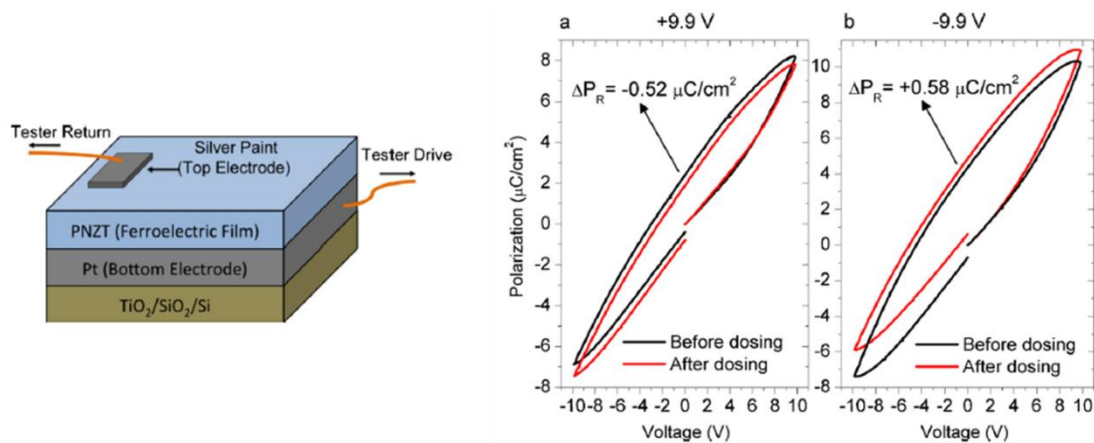 Tester Return
Silver Paint
(Top Electrode)
Tester Drive
PNZT (Ferroelectric Film)
Pt (Bottom Electrode)
TiO₂/SiO₂/Si
a +9.9 V
8
6
4
2
0
-2
-4
-6
-8
Polarization (μC/cm²)
ΔP_R= -0.52 μC/cm²
Before dosing
After dosing
-10 -8 -6 -4 -2 0 2 4 6 8 10
Voltage (V)
b -9.9 V
10
8
6
4
2
0
-2
-4
-6
-8
ΔP_R= +0.58 μC/cm²
Before dosing
After dosing
-10 -8 -6 -4 -2 0 2 4 6 8 10
Voltage (V)